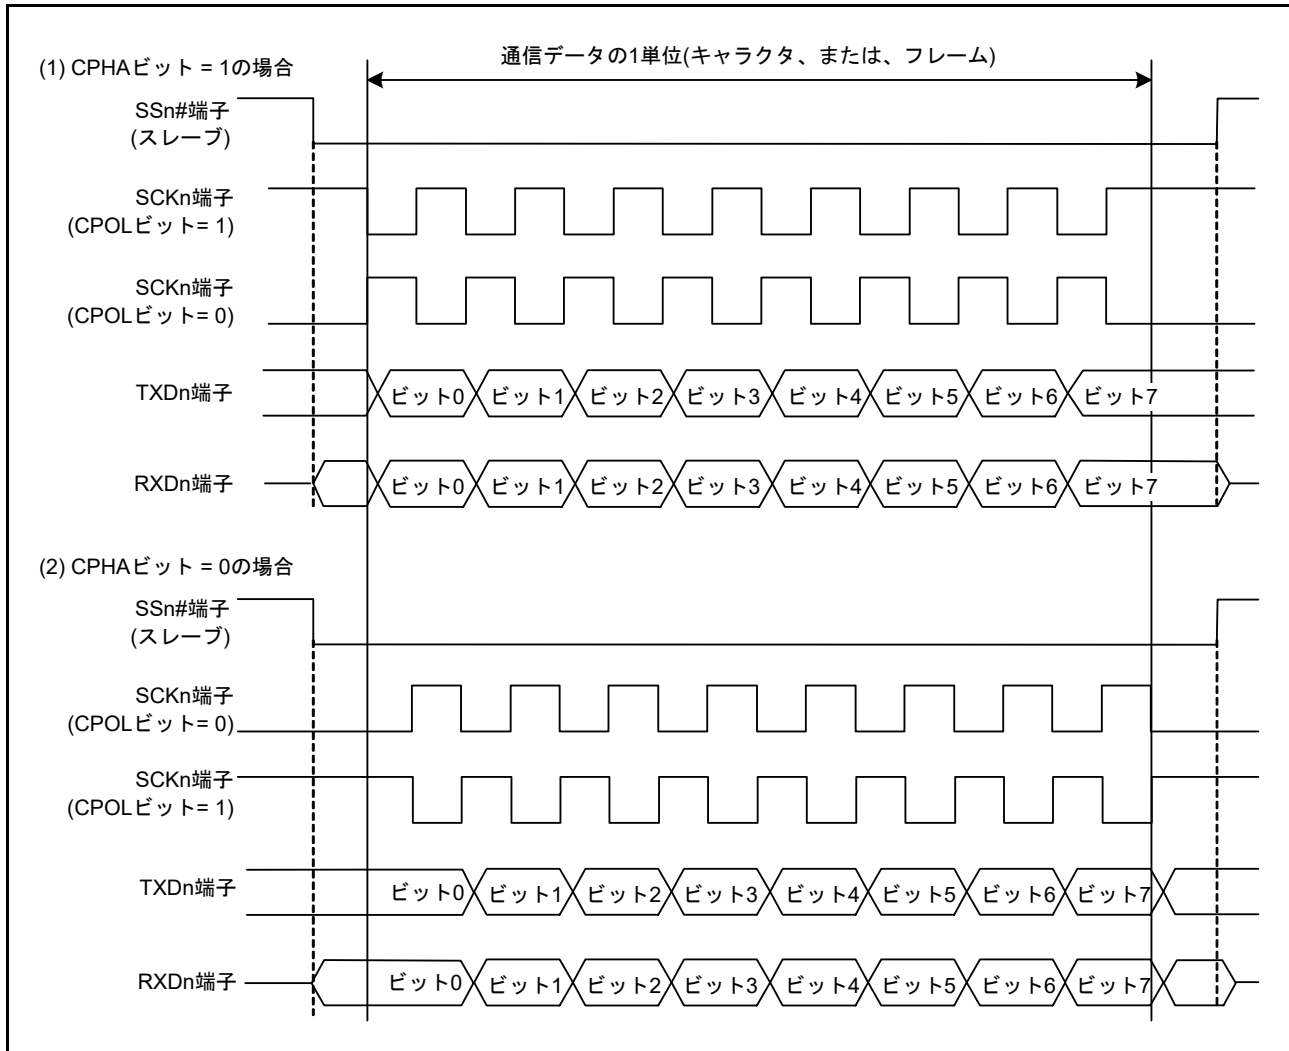 通信データの1単位(キャラクタ、または、フレーム)
(1) CPHAビット = 1の場合
SSn#端子
(スレーブ)
SCKn端子
(CPOLビット= 1)
SCKn端子
(CPOLビット= 0)
TXDn端子
ビット0 ビット1 ビット2 ビット3 ビット4 ビット5 ビット6 ビット7
RXDn端子
ビット0 ビット1 ビット2 ビット3 ビット4 ビット5 ビット6 ビット7
(2) CPHAビット = 0の場合
SSn#端子
(スレーブ)
SCKn端子
(CPOLビット= 0)
SCKn端子
(CPOLビット= 1)
TXDn端子
ビット0 ビット1 ビット2 ビット3 ビット4 ビット5 ビット6 ビット7
RXDn端子
ビット0 ビット1 ビット2 ビット3 ビット4 ビット5 ビット6 ビット7